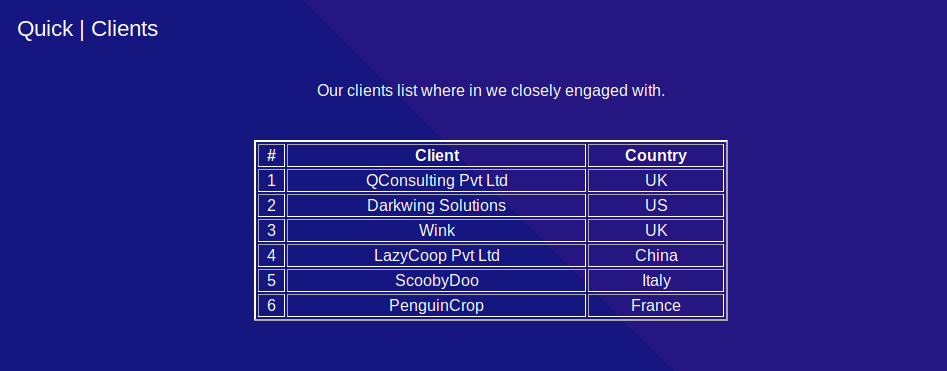 Quick | Clients
Our clients list where in we closely engaged with.
# Client Country
1 QConsulting Pvt Ltd UK
2 Darkwing Solutions US
3 Wink UK
4 LazyCoop Pvt Ltd China
5 ScoobyDoo Italy
6 PenguinCrop France